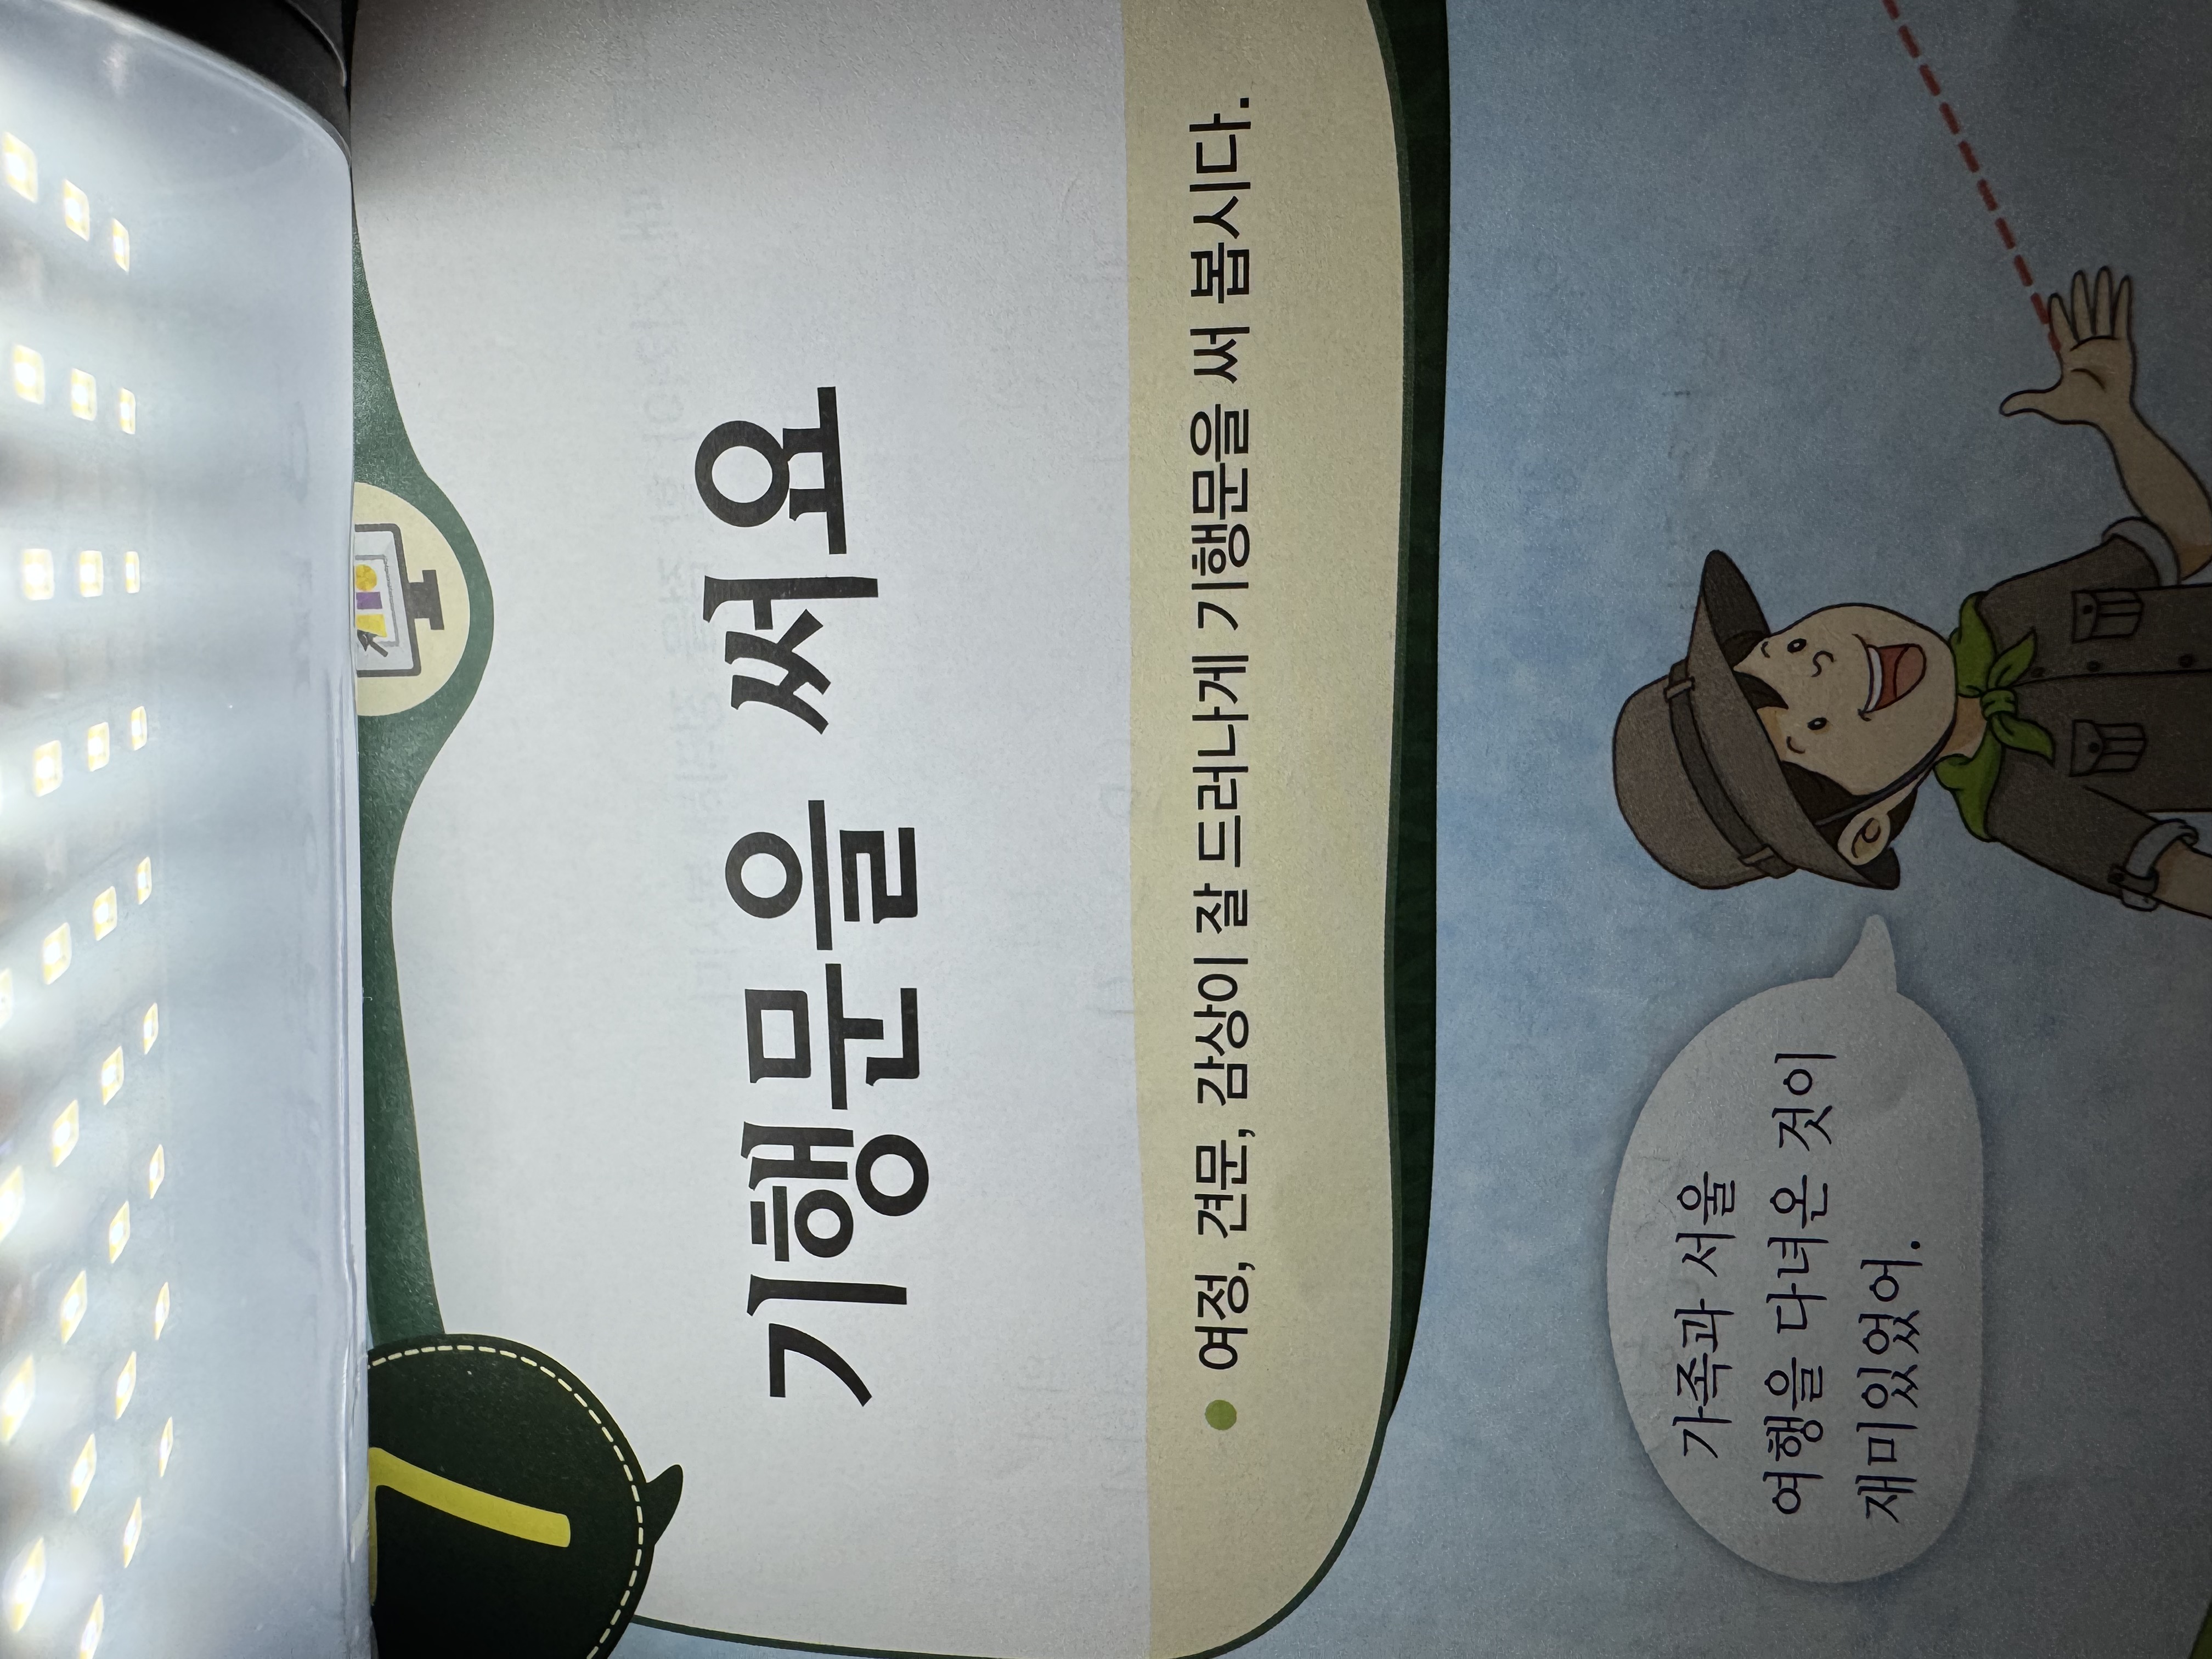 7
기행문을 써요
여정, 견문, 감상이 잘 드러나게 기행문을 써 봅시다.
가족과 서울
여행을 다녀온 것이
재미있었어.